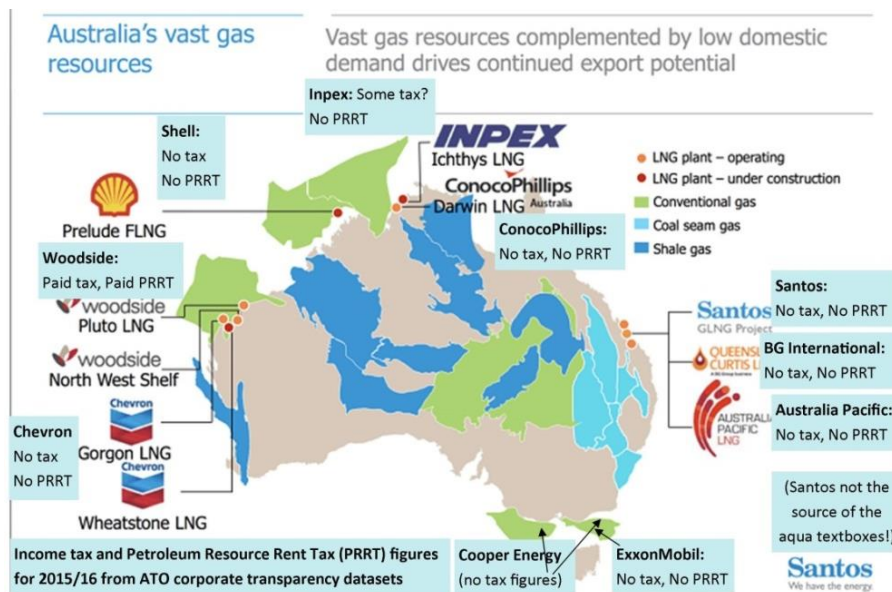 Australia's vast gas
resources
Vast gas resources complemented by low domestic
demand drives continued export potential
Inpex: Some tax?
No PRRT
Shell:
No tax
No PRRT
INPEX
Ichthys LNG
ConocoPhillips
Australia
Darwin LNG
LNG plant – operating
LNG plant – under construction
Conventional gas
Coal seam gas
Shale gas
Prelude FLNG
ConocoPhillips:
No tax, No PRRT
Woodside:
Paid tax, Paid PRRT
woodside
Pluto LNG
woodside
North West Shelf
Santos:
No tax, No PRRT
Santos
GLNG Project
BG International:
No tax, No PRRT
QUEENSL
CURTIS L
A BG Group business
Australia Pacific:
No tax, No PRRT
AUSTRALIA
PACIFIC
LNG
Chevron
No tax
No PRRT
Chevron
Gorgon LNG
Chevron
Wheatstone LNG
(Santos not the
source of the
aqua textboxes!)
Income tax and Petroleum Resource Rent Tax (PRRT) figures
for 2015/16 from ATO corporate transparency datasets
Cooper Energy
(no tax figures)
ExxonMobil:
No tax, No PRRT
Santos
We have the energy.